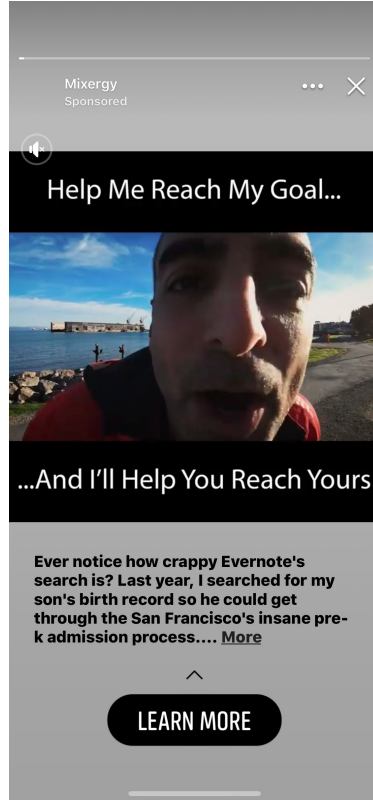 Mixergy
Sponsored
Help Me Reach My Goal...
...And I'll Help You Reach Yours
Ever notice how crappy Evernote's
search is? Last year, I searched for my
son's birth record so he could get
through the San Francisco's insane pre-
k admission process.... More
LEARN MORE